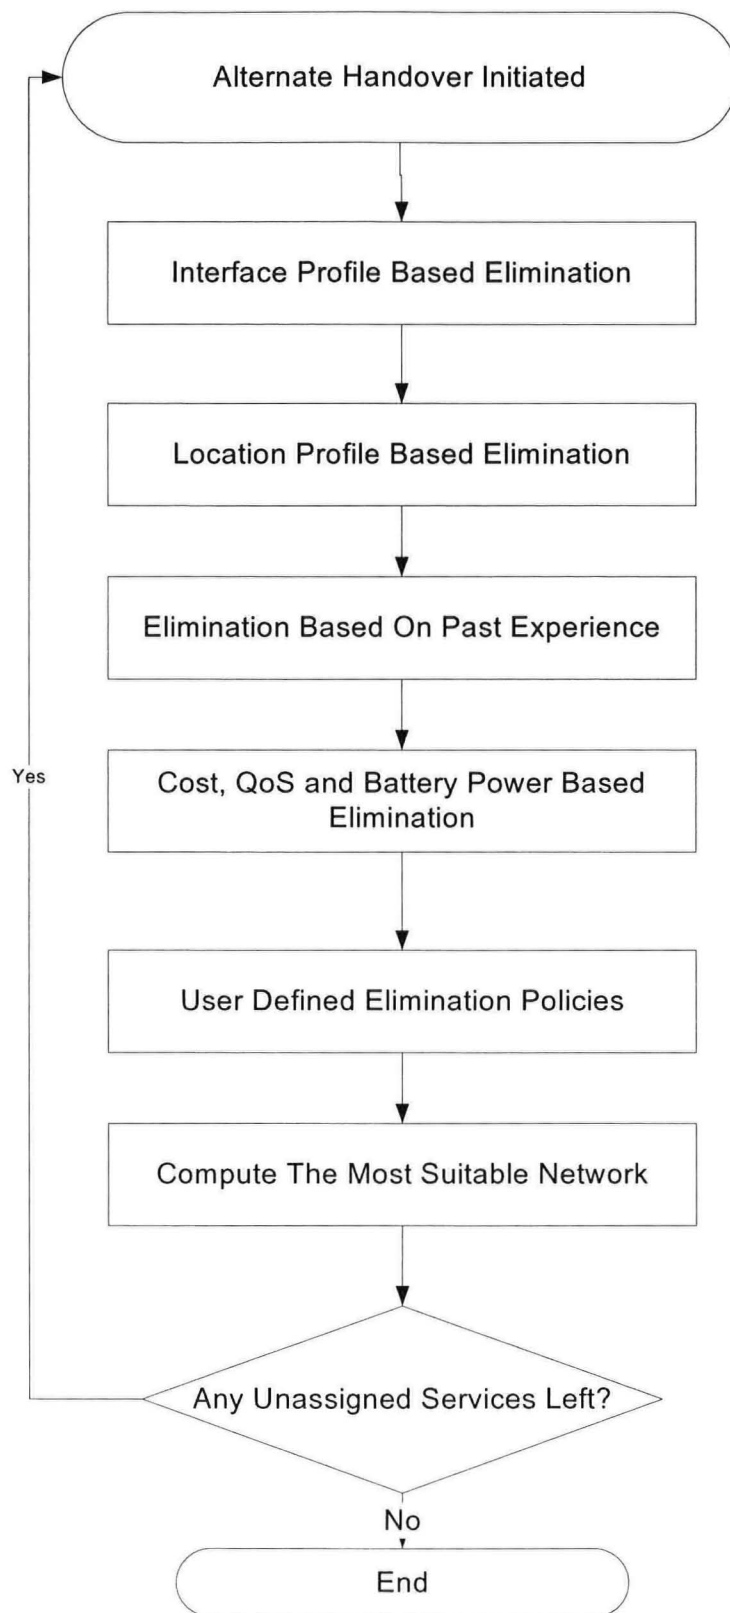 Alternate Handover Initiated
Interface Profile Based Elimination
Location Profile Based Elimination
Elimination Based On Past Experience
Cost, QoS and Battery Power Based
Elimination
Yes
User Defined Elimination Policies
Compute The Most Suitable Network
Any Unassigned Services Left?
No
End